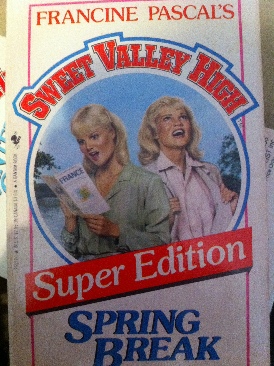 FRANCINE PASCAL'S
SWEET VALLEY HIGH
FRANCE
Super Edition
SPRING
BREAK